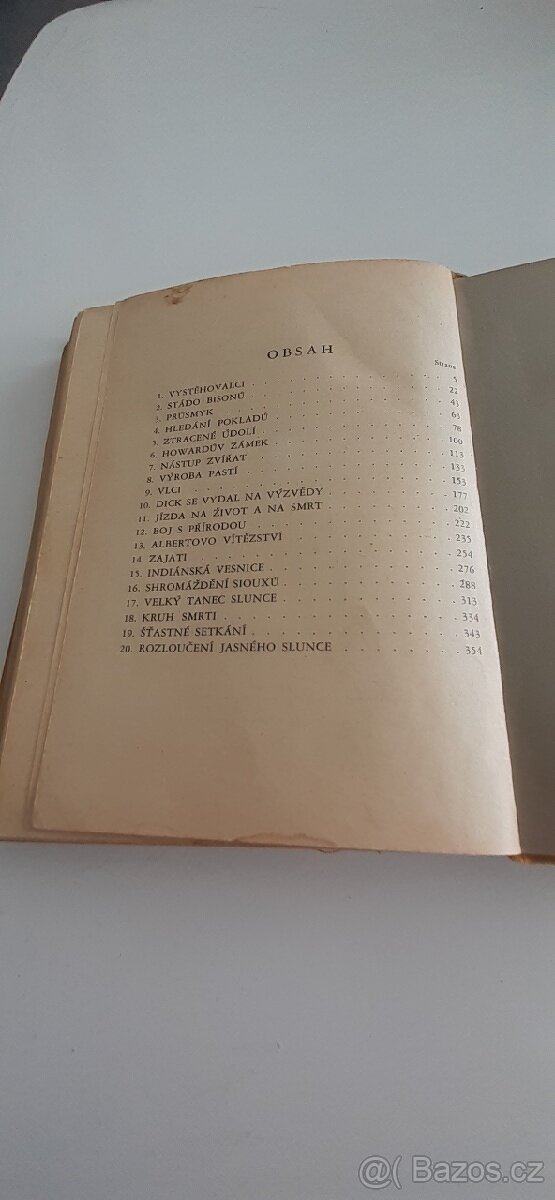 OBSAH
Strana
1. VYSTĚHOVALCI . . . . . . . . . . 5
2. STÁDO BISONŮ . . . . . . . . . . 22
3. PRŮSMYK . . . . . . . . . . 43
4. HLEDÁNÍ POKLADŮ . . . . . . . . . . 63
5. ZTRACENÉ ÚDOLÍ . . . . . . . . . . 78
6. HOWARDŮV ZÁMEK . . . . . . . . . . 100
7. NÁSTUP ZVÍŘAT . . . . . . . . . . 113
8. VÝROBA PASTÍ . . . . . . . . . . 133
9. VLCI . . . . . . . . . . 153
10. DICK SE VYDAL NA VÝZVĚDY . . . . . . . . . . 177
11. JÍZDA NA ŽIVOT A NA SMRT . . . . . . . . . . 202
12. BOJ S PŘÍRODOU . . . . . . . . . . 222
13. ALBERTOVO VÍTĚZSTVÍ . . . . . . . . . . 235
14. ZAJATI . . . . . . . . . . 254
15. INDIÁNSKÁ VESNICE . . . . . . . . . . 276
16. SHROMÁŽDĚNÍ SIOUXŮ . . . . . . . . . . 288
17. VELKÝ TANEC SLUNCE . . . . . . . . . . 313
18. KRUH SMRTI . . . . . . . . . . 334
19. ŠŤASTNÉ SETKÁNÍ . . . . . . . . . . 343
20. ROZLOUČENÍ JASNÉHO SLUNCE . . . . . . . . . . 354
@( Bazos.cz